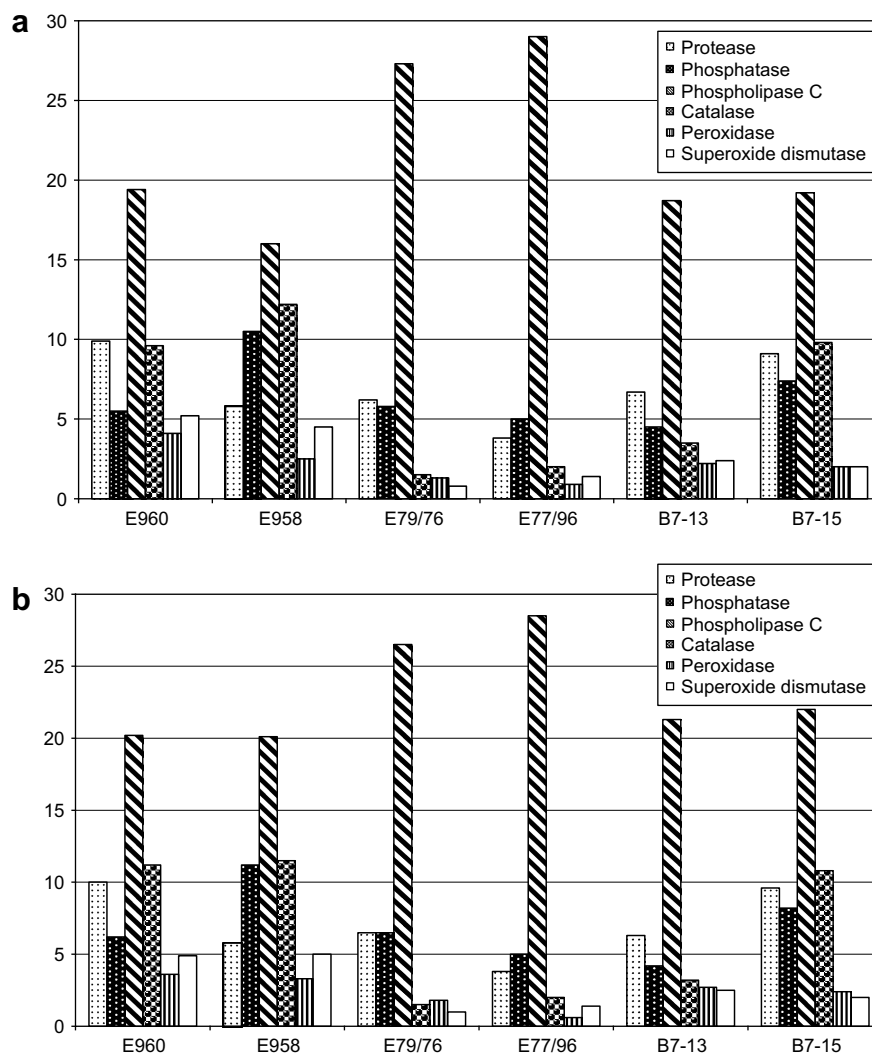 a
30
25
20
15
10
5
0
Protease
Phosphatase
Phospholipase C
Catalase
Peroxidase
Superoxide dismutase
E960 E958 E79/76 E77/96 B7-13 B7-15
b
30
25
20
15
10
5
0
Protease
Phosphatase
Phospholipase C
Catalase
Peroxidase
Superoxide dismutase
E960 E958 E79/76 E77/96 B7-13 B7-15